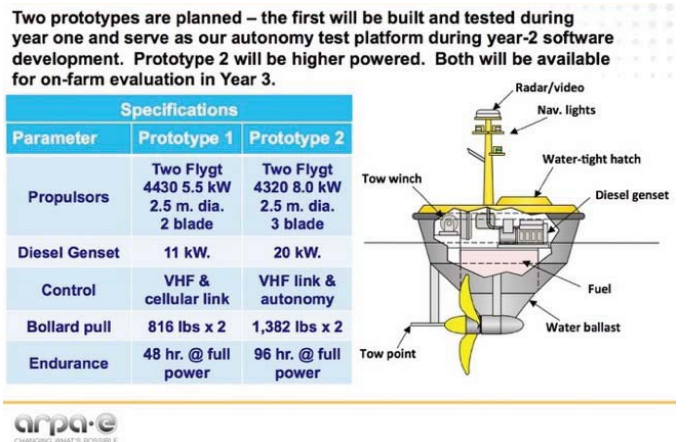 Two prototypes are planned – the first will be built and tested during
year one and serve as our autonomy test platform during year-2 software
development. Prototype 2 will be higher powered. Both will be available
for on-farm evaluation in Year 3.
Specifications
Parameter Prototype 1 Prototype 2
Propulsors
Two Flygt
4430 5.5 kW
2.5 m. dia.
2 blade
Two Flygt
4320 8.0 kW
2.5 m. dia.
3 blade
Diesel Genset 11 kW. 20 kW.
Control
VHF &
cellular link
VHF link &
autonomy
Bollard pull 816 lbs x 2 1,382 lbs x 2
Endurance
48 hr. @ full
power
96 hr. @ full
power
Radar/video
Nav. lights
Water-tight hatch
Tow winch
Diesel genset
Fuel
Water ballast
Tow point
arpa·e
CHANGING WHAT'S POSSIBLE